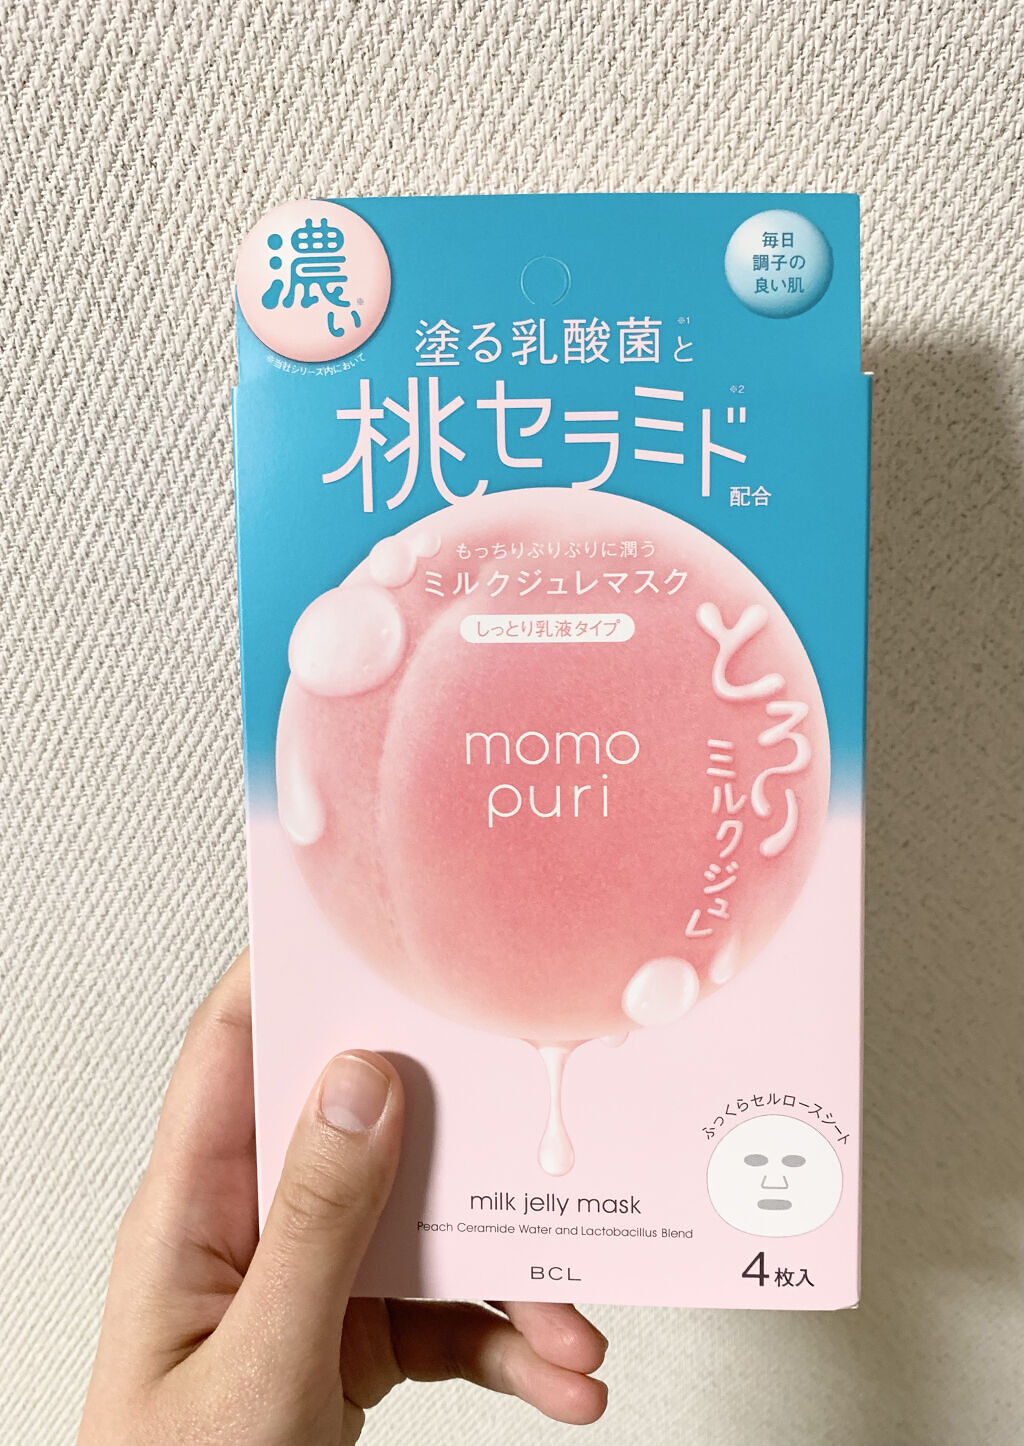 濃い※
※当社シリーズ内において
毎日
調子の
良い肌
塗る乳酸菌※1と
桃セラミド※2
配合
もっちりぷりぷりに潤う
ミルクジュレマスク
しっとり乳液タイプ
とろり
ミルクジュレ
momo
puri
ふっくらセルロースシート
milk jelly mask
Peach Ceramide Water and Lactobacillus Blend
BCL
4枚入